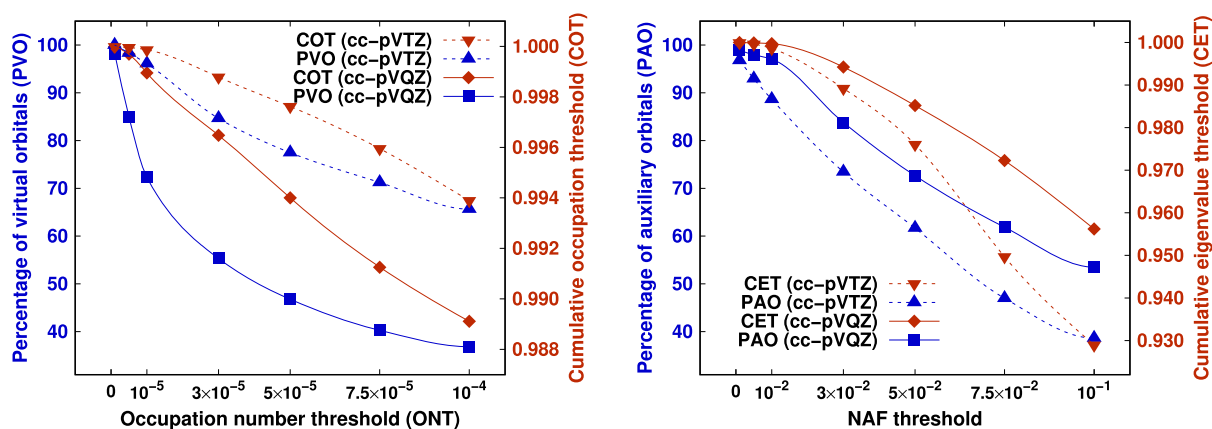 Percentage of virtual orbitals (PVO)
100
90
80
70
60
50
40
COT (cc-pVTZ)
PVO (cc-pVTZ)
COT (cc-pVQZ)
PVO (cc-pVQZ)
1.000
0.998
0.996
0.994
0.992
0.990
0.988
Cumulative occupation threshold (COT)
0 10⁻⁵ 3×10⁻⁵ 5×10⁻⁵ 7.5×10⁻⁵ 10⁻⁴
Occupation number threshold (ONT)
Percentage of auxiliary orbitals (PAO)
100
90
80
70
60
50
40
CET (cc-pVTZ)
PAO (cc-pVTZ)
CET (cc-pVQZ)
PAO (cc-pVQZ)
1.000
0.990
0.980
0.970
0.960
0.950
0.940
0.930
Cumulative eigenvalue threshold (CET)
0 10⁻² 3×10⁻² 5×10⁻² 7.5×10⁻² 10⁻¹
NAF threshold